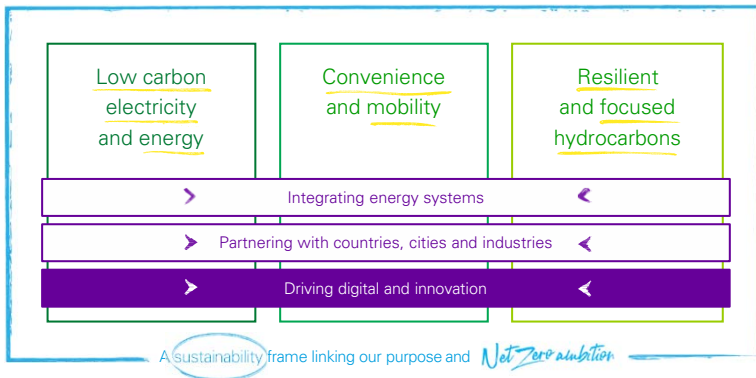 Low carbon
electricity
and energy
Convenience
and mobility
Resilient
and focused
hydrocarbons
Integrating energy systems
Partnering with countries, cities and industries
Driving digital and innovation
A sustainability frame linking our purpose and Net Zero ambition